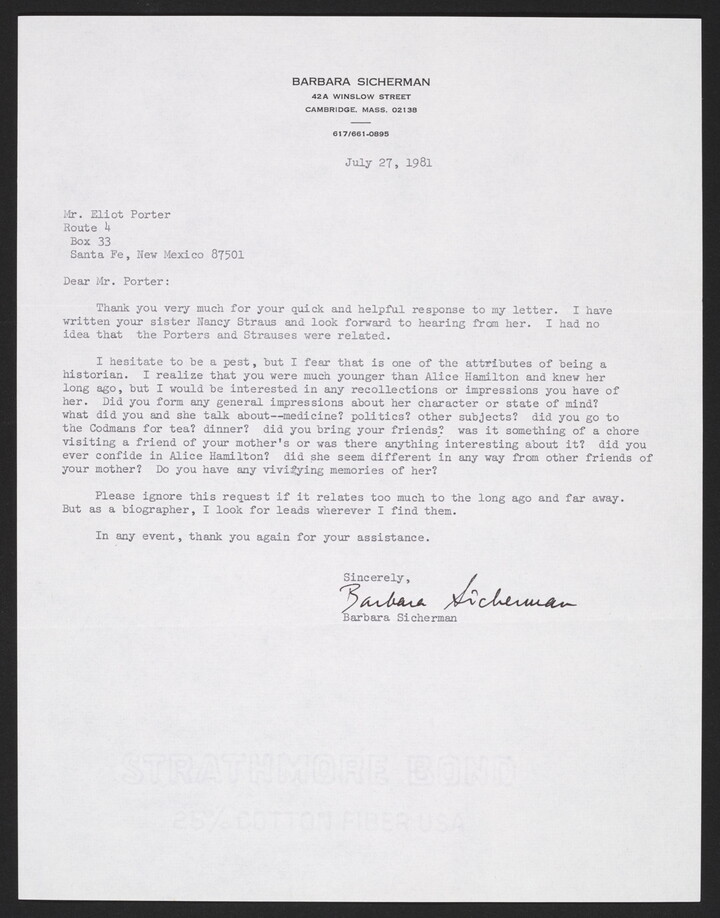 BARBARA SICHERMAN
42A WINSLOW STREET
CAMBRIDGE, MASS. 02138
617/661-0895
July 27, 1981
Mr. Eliot Porter
Route 4
Box 33
Santa Fe, New Mexico 87501
Dear Mr. Porter:
Thank you very much for your quick and helpful response to my letter. I have
written your sister Nancy Straus and look forward to hearing from her. I had no
idea that the Porters and Strauses were related.
I hesitate to be a pest, but I fear that is one of the attributes of being a
historian. I realize that you were much younger than Alice Hamilton and knew her
long ago, but I would be interested in any recollections or impressions you have of
her. Did you form any general impressions about her character or state of mind?
what did you and she talk about--medicine? politics? other subjects? did you go to
the Codmans for tea? dinner? did you bring your friends? was it something of a chore
visiting a friend of your mother's or was there anything interesting about it? did you
ever confide in Alice Hamilton? did she seem different in any way from other friends of
your mother? Do you have any vivifying memories of her?
Please ignore this request if it relates too much to the long ago and far away.
But as a biographer, I look for leads wherever I find them.
In any event, thank you again for your assistance.
Sincerely,
Barbara Sicherman
Barbara Sicherman
STRATHMORE BOND
25% COTTON FIBER USA